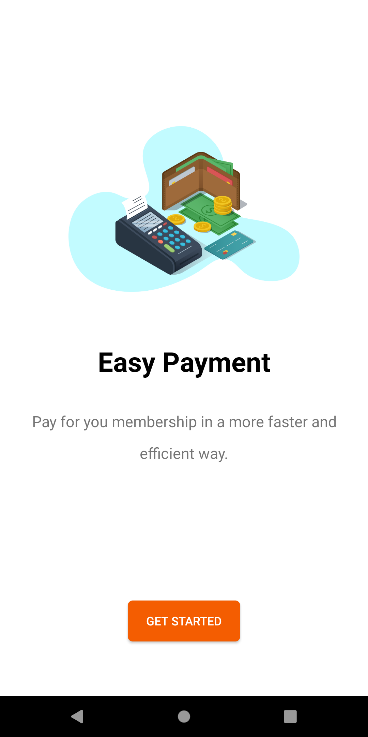 Easy Payment
Pay for you membership in a more faster and
efficient way.
GET STARTED